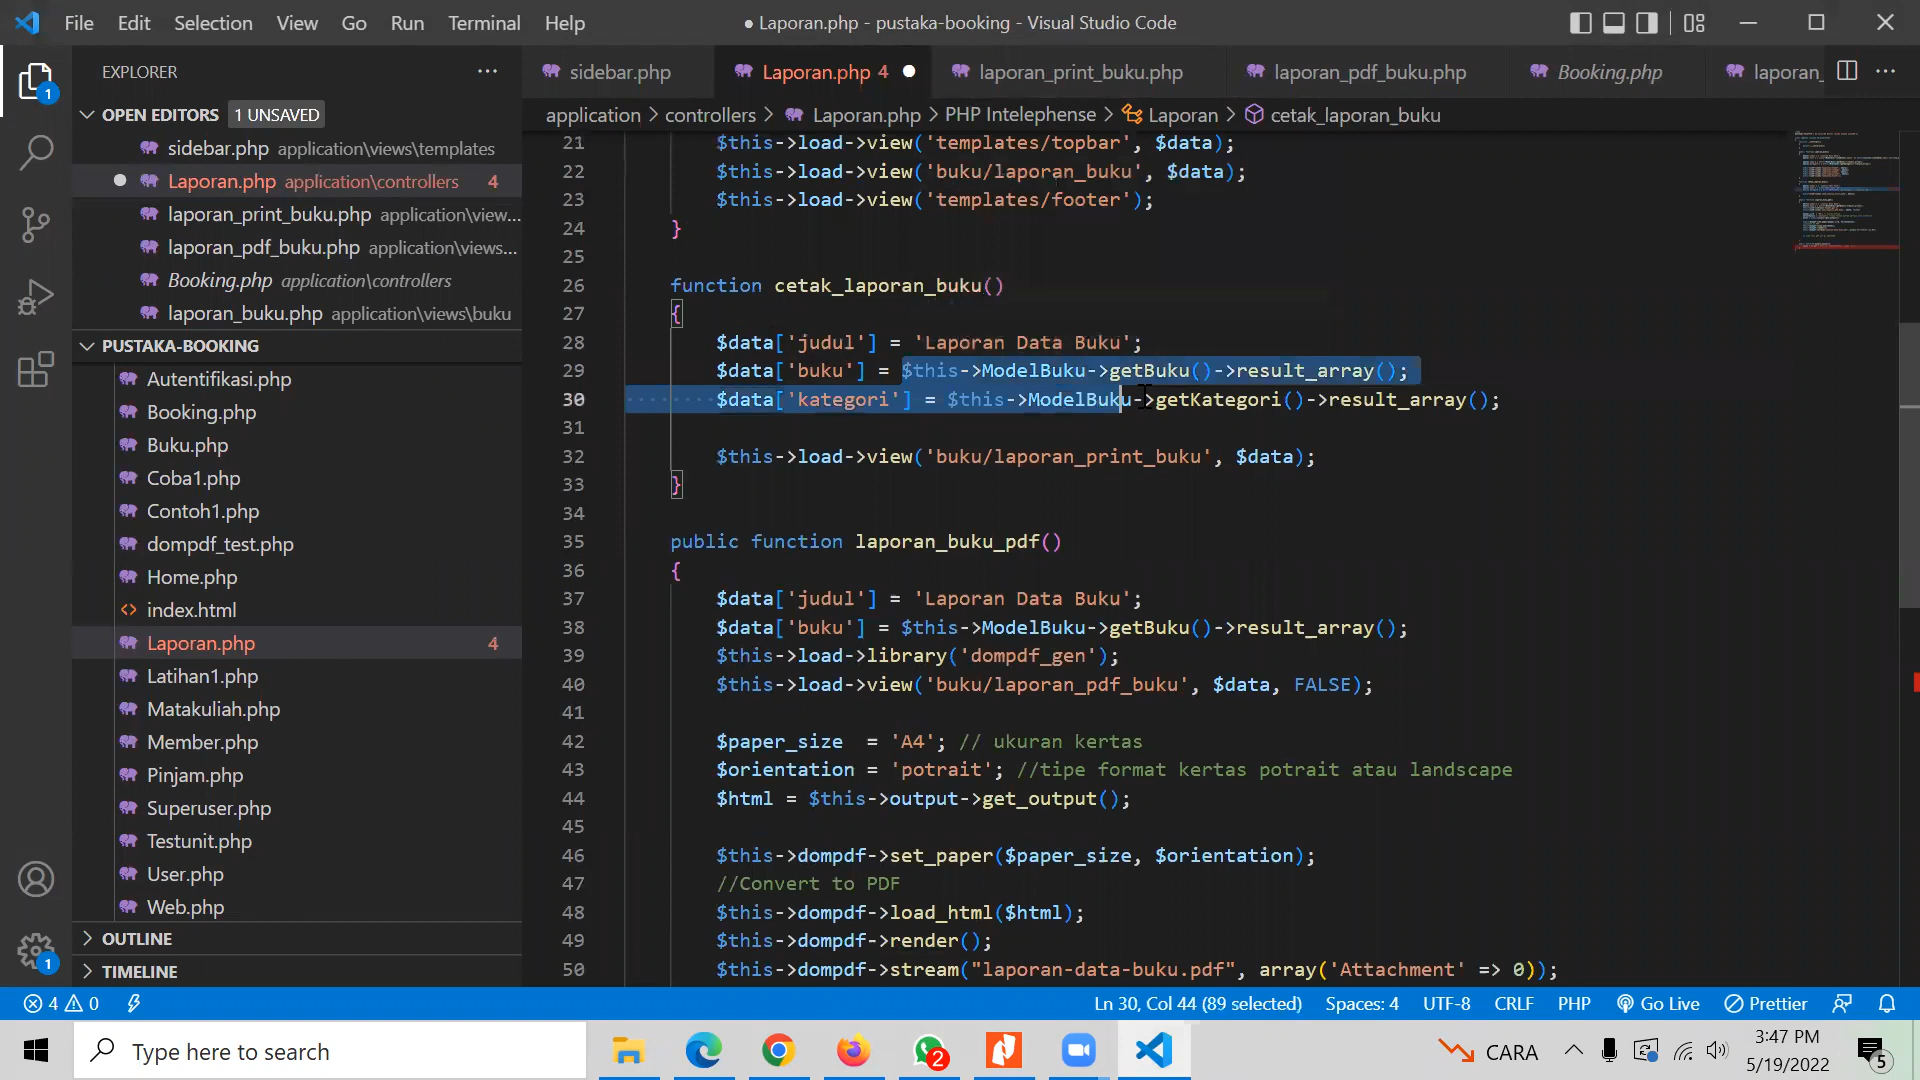 File Edit Selection View Go Run Terminal Help
● Laporan.php - pustaka-booking - Visual Studio Code
EXPLORER
OPEN EDITORS 1 UNSAVED
sidebar.php application\views\templates
Laporan.php application\controllers 4
laporan_print_buku.php application\view...
laporan_pdf_buku.php application\views...
Booking.php application\controllers
laporan_buku.php application\views\buku
PUSTAKA-BOOKING
Autentifikasi.php
Booking.php
Buku.php
Coba1.php
Contoh1.php
dompdf_test.php
Home.php
index.html
Laporan.php 4
Latihan1.php
Matakuliah.php
Member.php
Pinjam.php
Superuser.php
Testunit.php
User.php
Web.php
OUTLINE
TIMELINE
1
1
sidebar.php Laporan.php 4 laporan_print_buku.php laporan_pdf_buku.php Booking.php laporan_
application > controllers > Laporan.php > PHP Intelephense > Laporan > cetak_laporan_buku
21 $this->load->view('templates/topbar', $data);
22 $this->load->view('buku/laporan_buku', $data);
23 $this->load->view('templates/footer');
24 }
25
26 function cetak_laporan_buku()
27 {
28 $data['judul'] = 'Laporan Data Buku';
29 $data['buku'] = $this->ModelBuku->getBuku()->result_array();
30 $data['kategori'] = $this->ModelBuku->getKategori()->result_array();
31
32 $this->load->view('buku/laporan_print_buku', $data);
33 }
34
35 public function laporan_buku_pdf()
36 {
37 $data['judul'] = 'Laporan Data Buku';
38 $data['buku'] = $this->ModelBuku->getBuku()->result_array();
39 $this->load->library('dompdf_gen');
40 $this->load->view('buku/laporan_pdf_buku', $data, FALSE);
41
42 $paper_size  = 'A4'; // ukuran kertas
43 $orientation = 'potrait'; //tipe format kertas potrait atau landscape
44 $html = $this->output->get_output();
45
46 $this->dompdf->set_paper($paper_size, $orientation);
47 //Convert to PDF
48 $this->dompdf->load_html($html);
49 $this->dompdf->render();
50 $this->dompdf->stream("laporan-data-buku.pdf", array('Attachment' => 0));
4 0 Ln 30, Col 44 (89 selected) Spaces: 4 UTF-8 CRLF PHP Go Live Prettier
Type here to search
2
CARA
3:47 PM
5/19/2022
5